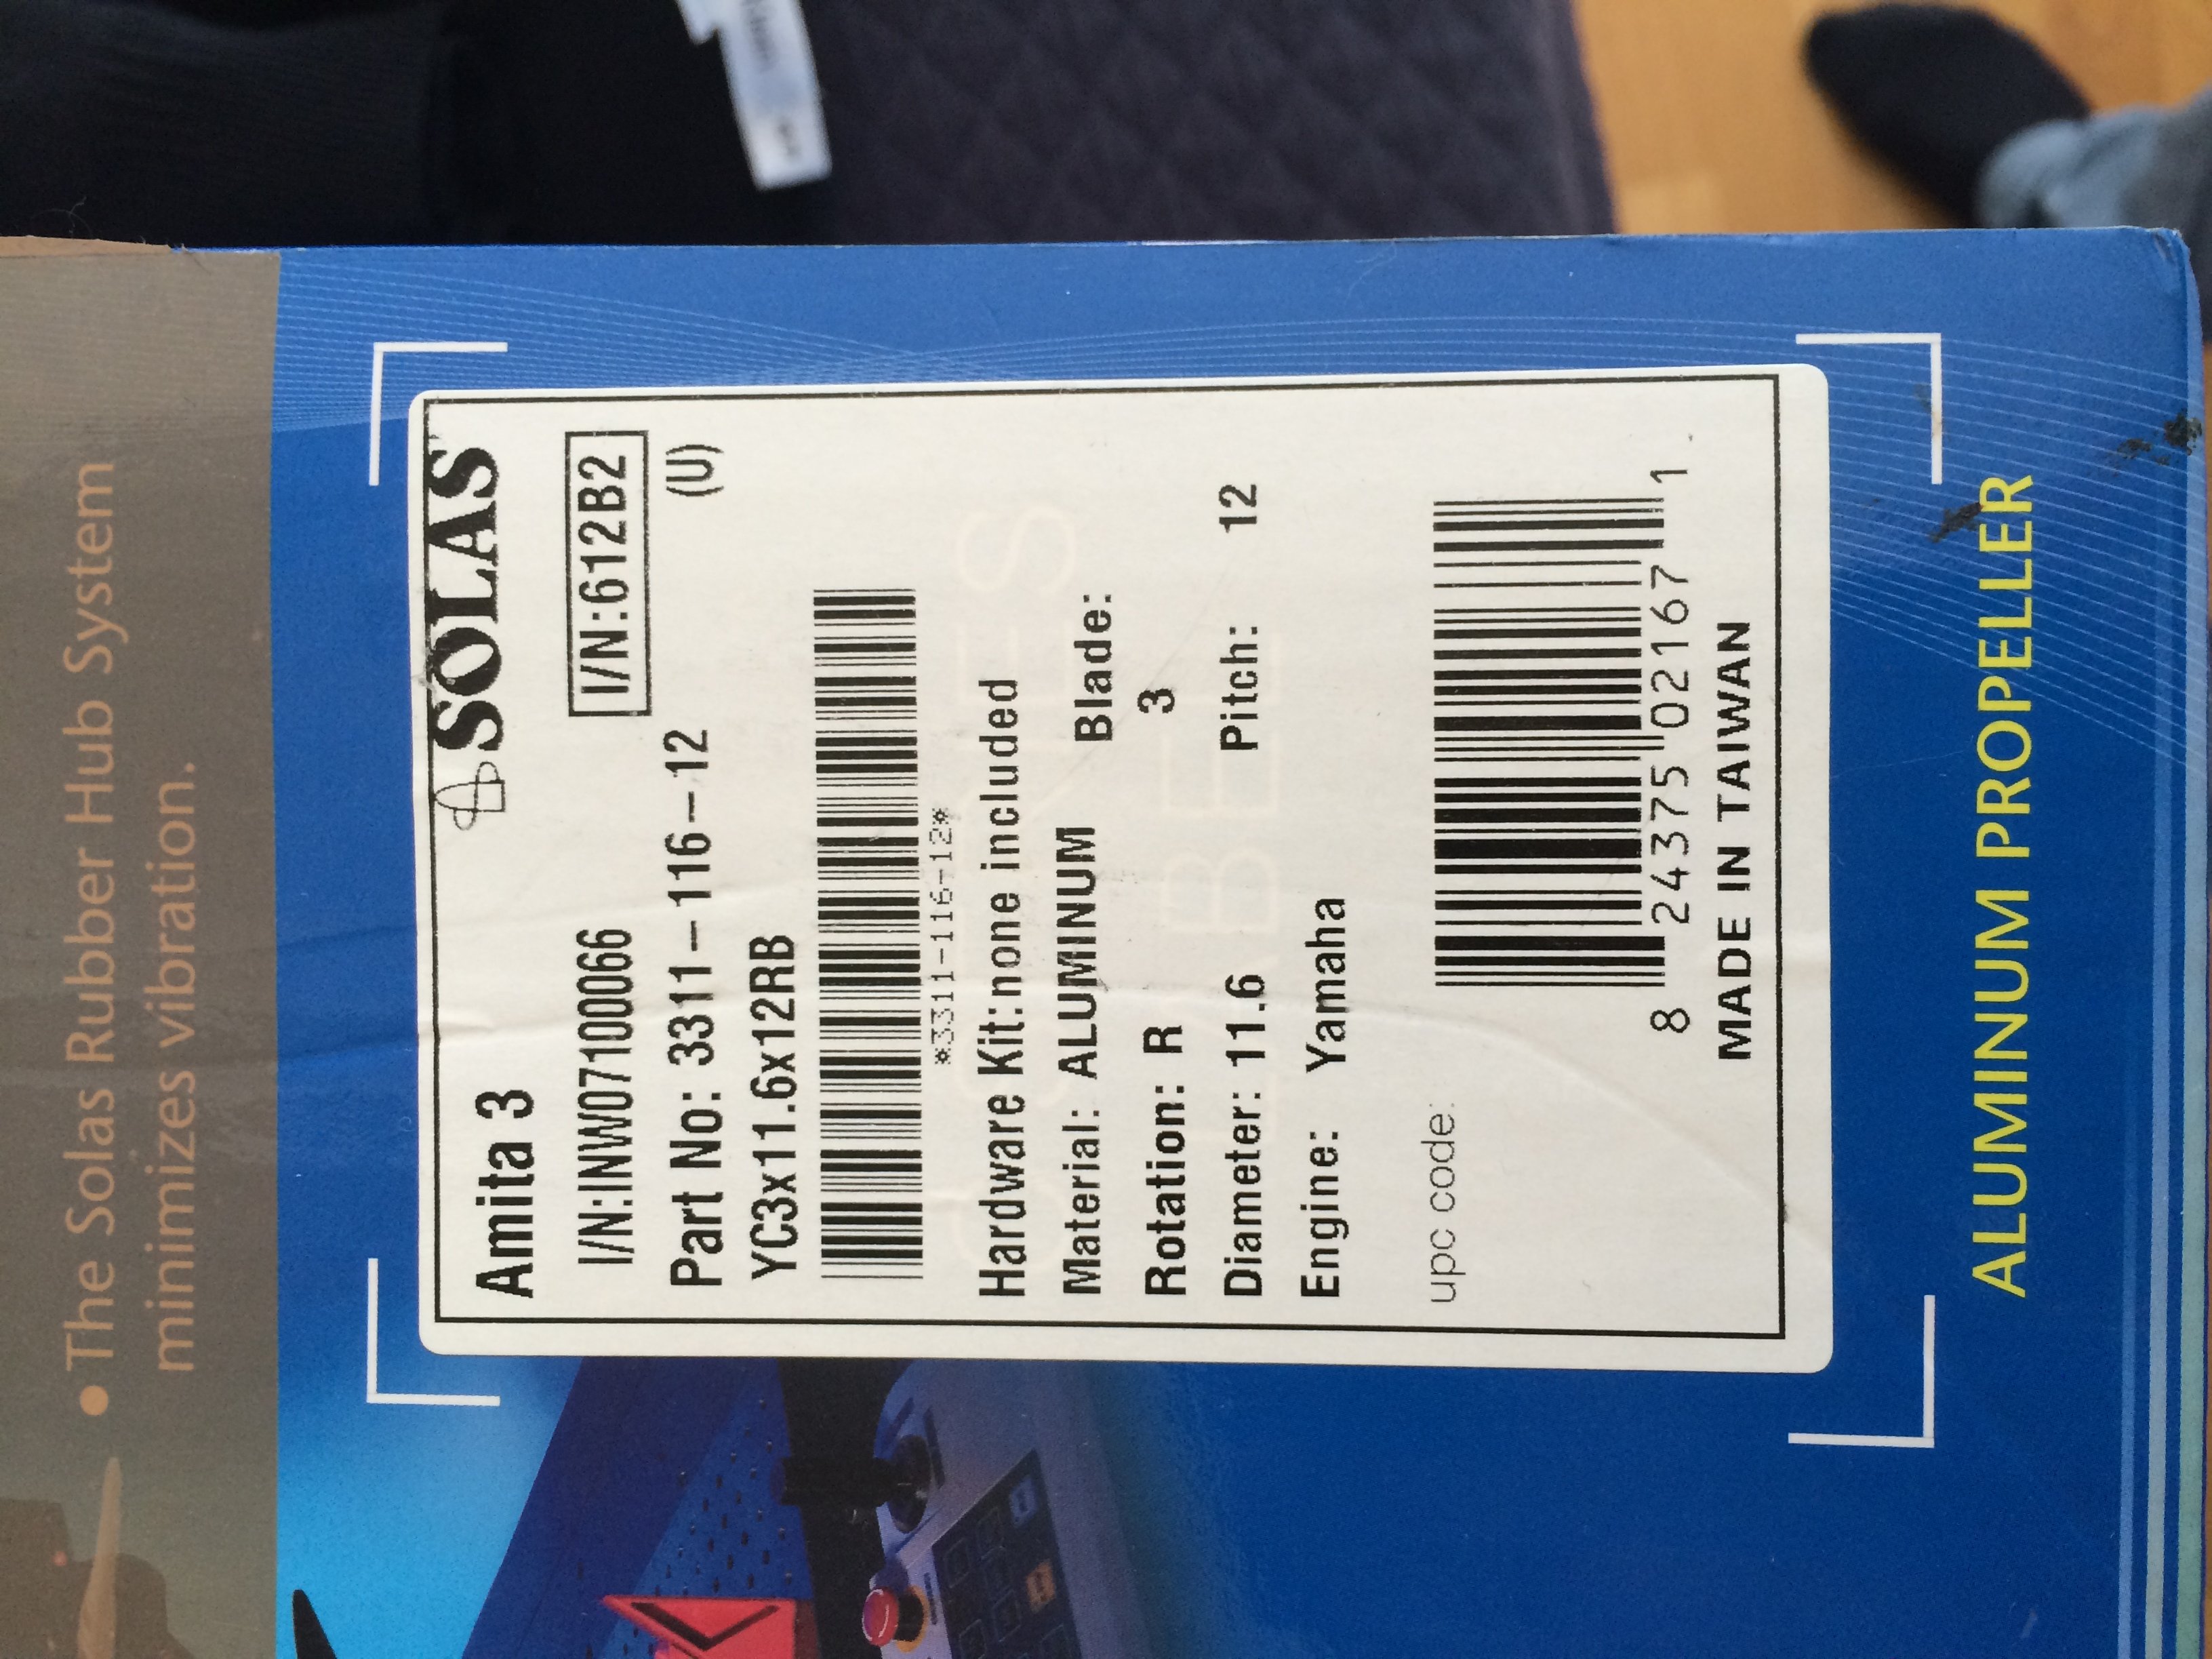 • The Solas Rubber Hub System
minimizes vibration.
SOLAS
Amita 3
I/N:INW07100066 I/N:612B2
Part No: 3311-116-12 (U)
YC3x11.6x12RB
*3311-116-12*
Hardware Kit:none included
Material: ALUMINUM Blade:
Rotation: R 3
Diameter: 11.6 Pitch: 12
Engine: Yamaha
upc code:
8 24375 02167 1
MADE IN TAIWAN
ALUMINUM PROPELLER